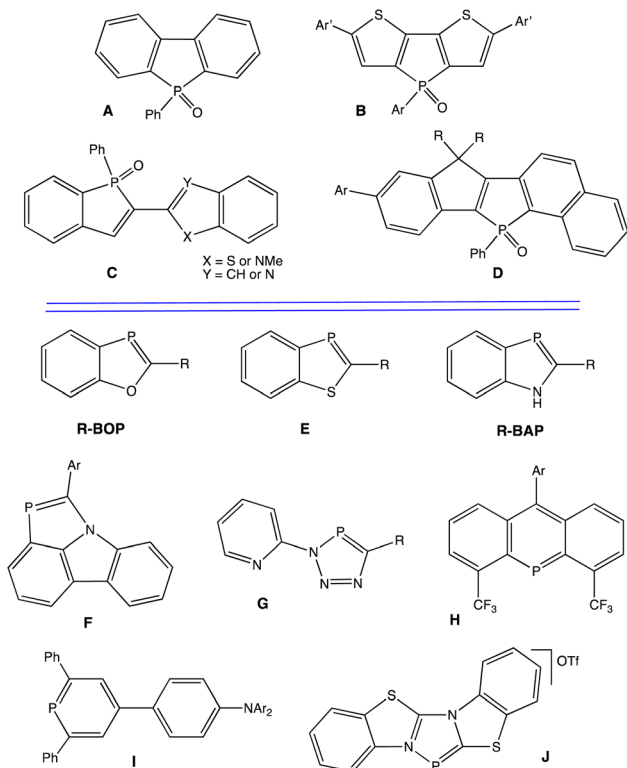 Ph P O
A
Ar' S S Ar'
Ar P O
B
Ph P O
Y
X
C
X = S or NMe
Y = CH or N
R R
Ar
Ph P O
D
P R O
R-BOP
P R S
E
P R N H
R-BAP
Ar
P N
F
P R
N N N=N
G
Ar
P
CF3 CF3
H
Ph
P NAr2
Ph
I
OTf
S N
N S
P
J